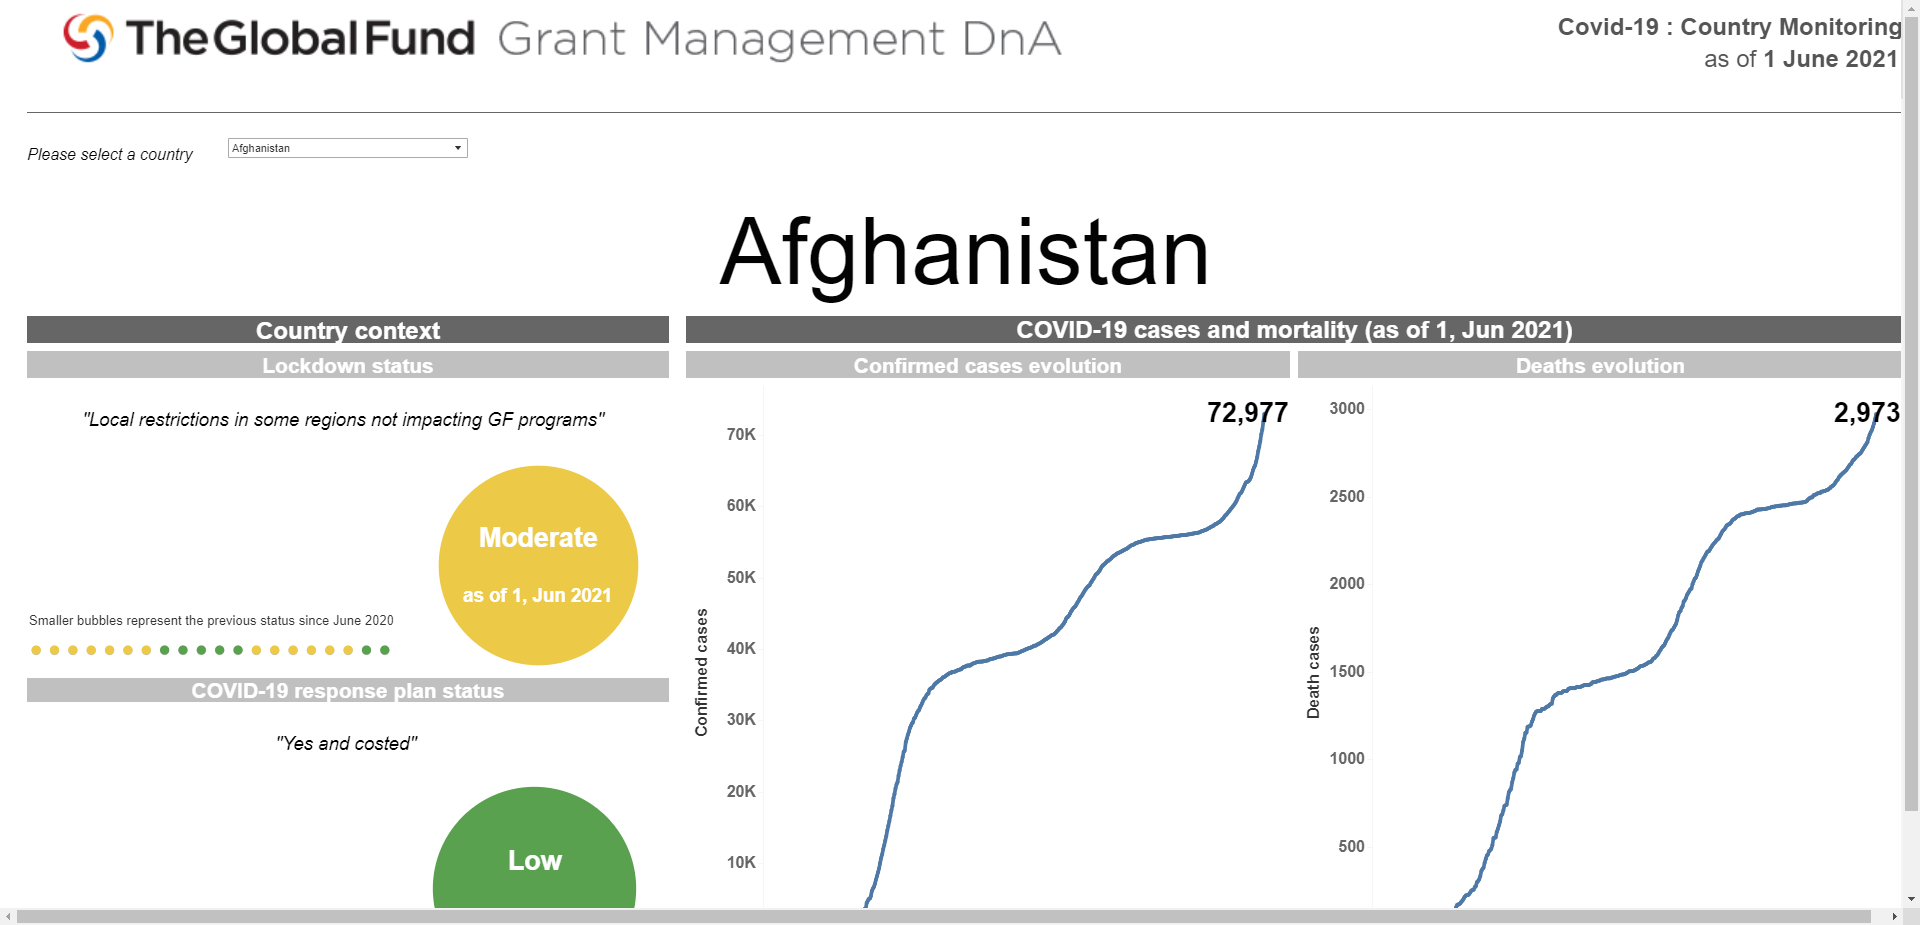 The Global Fund Grant Management DnA
Covid-19 : Country Monitoring
as of 1 June 2021
Please select a country
Afghanistan
Afghanistan
Country context
Lockdown status
"Local restrictions in some regions not impacting GF programs"
Moderate
as of 1, Jun 2021
Smaller bubbles represent the previous status since June 2020
COVID-19 response plan status
"Yes and costed"
Low
COVID-19 cases and mortality (as of 1, Jun 2021)
Confirmed cases evolution
72,977
70K
60K
50K
40K
30K
20K
10K
Confirmed cases
Deaths evolution
2,973
3000
2500
2000
1500
1000
500
Death cases